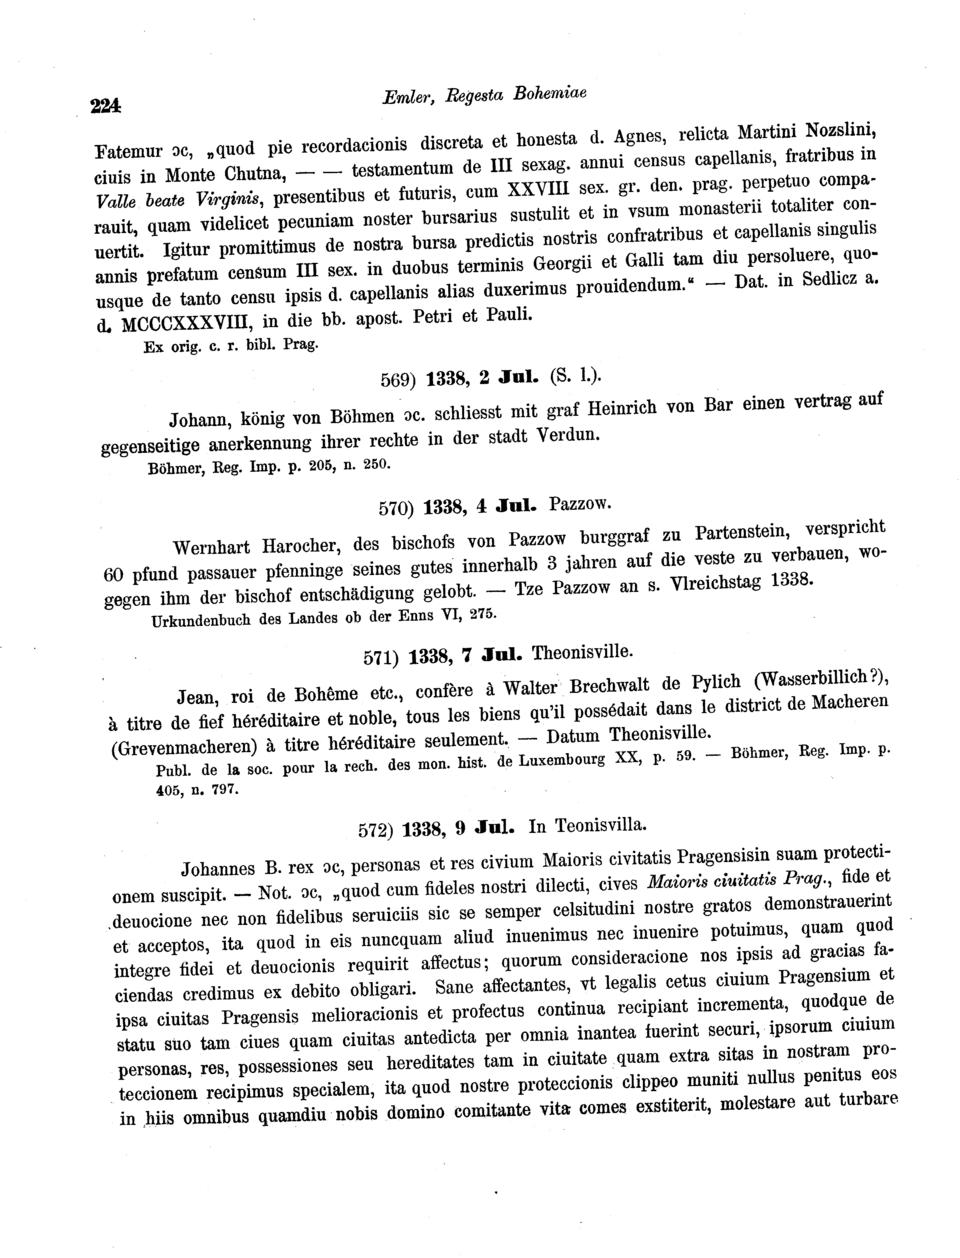 224
Emler, Regesta Bohemiae
Fatemur ɔc, „quod pie recordacionis discreta et honesta d. Agnes, relicta Martini Nozslini,
ciuis in Monte Chutna, — — testamentum de III sexag. annui census capellanis, fratribus in
Valle beate Virginis, presentibus et futuris, cum XXVIII sex. gr. den. prag. perpetuo compa-
rauit, quam videlicet pecuniam noster bursarius sustulit et in vsum monasterii totaliter con-
uertit. Igitur promittimus de nostra bursa predictis nostris confratribus et capellanis singulis
annis prefatum censum III sex. in duobus terminis Georgii et Galli tam diu persoluere, quo-
usque de tanto censu ipsis d. capellanis alias duxerimus prouidendum.“ — Dat. in Sedlicz a.
d. MCCCXXXVIII, in die bb. apost. Petri et Pauli.
Ex orig. c. r. bibl. Prag.
569) 1338, 2 Jul. (S. l.).
Johann, könig von Böhmen ɔc. schliesst mit graf Heinrich von Bar einen vertrag auf
gegenseitige anerkennung ihrer rechte in der stadt Verdun.
Böhmer, Reg. Imp. p. 205, n. 250.
570) 1338, 4 Jul. Pazzow.
Wernhart Harocher, des bischofs von Pazzow burggraf zu Partenstein, verspricht
60 pfund passauer pfenninge seines gutes innerhalb 3 jahren auf die veste zu verbauen, wo-
gegen ihm der bischof entschädigung gelobt. — Tze Pazzow an s. Vlreichstag 1338.
Urkundenbuch des Landes ob der Enns VI, 275.
571) 1338, 7 Jul. Theonisville.
Jean, roi de Bohême etc., confère à Walter Brechwalt de Pylich (Wasserbillich?),
à titre de fief héréditaire et noble, tous les biens qu'il possédait dans le district de Macheren
(Grevenmacheren) à titre héréditaire seulement. — Datum Theonisville.
Publ. de la soc. pour la rech. des mon. hist. de Luxembourg XX, p. 59. — Böhmer, Reg. Imp. p.
405, n. 797.
572) 1338, 9 Jul. In Teonisvilla.
Johannes B. rex ɔc, personas et res civium Maioris civitatis Pragensisin suam protecti-
onem suscipit. — Not. ɔc, „quod cum fideles nostri dilecti, cives Maioris ciuitatis Prag., fide et
deuocione nec non fidelibus seruiciis sic se semper celsitudini nostre gratos demonstrauerint
et acceptos, ita quod in eis nuncquam aliud inuenimus nec inuenire potuimus, quam quod
integre fidei et deuocionis requirit affectus; quorum consideracione nos ipsis ad gracias fa-
ciendas credimus ex debito obligari. Sane affectantes, vt legalis cetus ciuium Pragensium et
ipsa ciuitas Pragensis melioracionis et profectus continua recipiant incrementa, quodque de
statu suo tam ciues quam ciuitas antedicta per omnia inantea fuerint securi, ipsorum ciuium
personas, res, possessiones seu hereditates tam in ciuitate quam extra sitas in nostram pro-
teccionem recipimus specialem, ita quod nostre proteccionis clippeo muniti nullus penitus eos
in hiis omnibus quamdiu nobis domino comitante vita comes exstiterit, molestare aut turbare